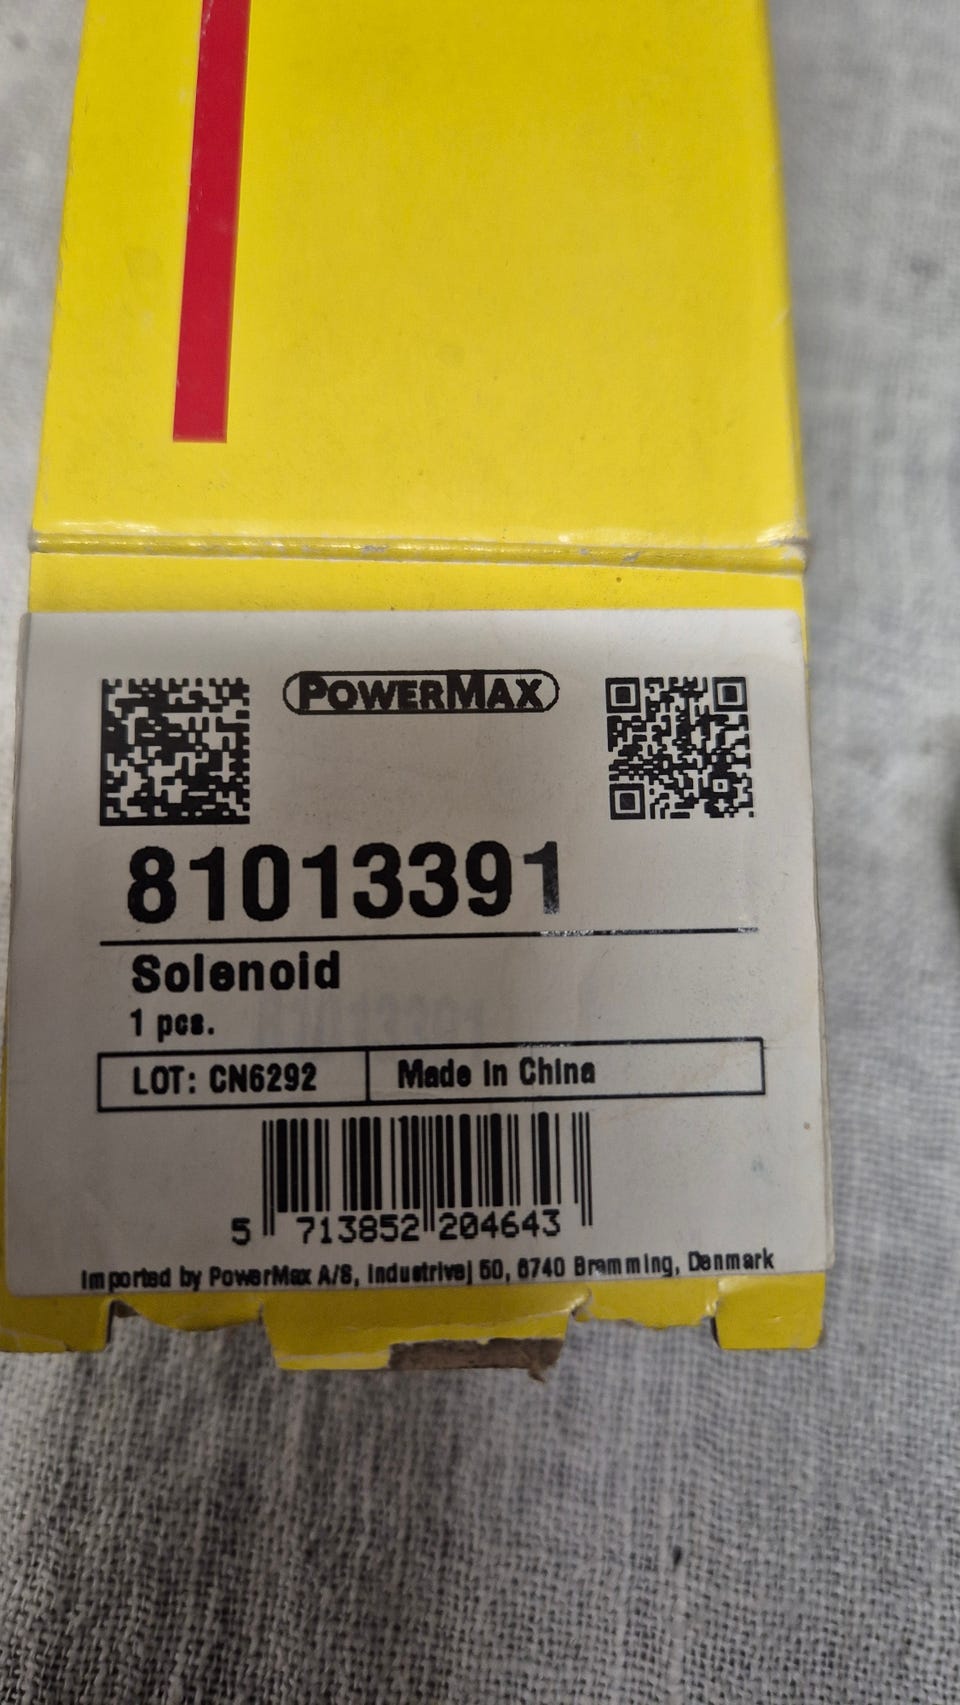 POWERMAX
81013391
Solenoid
1 pcs.
LOT: CN6292 Made in China
5 713852 204643
Imported by PowerMax A/S, Industrivej 50, 6740 Bramming, Denmark